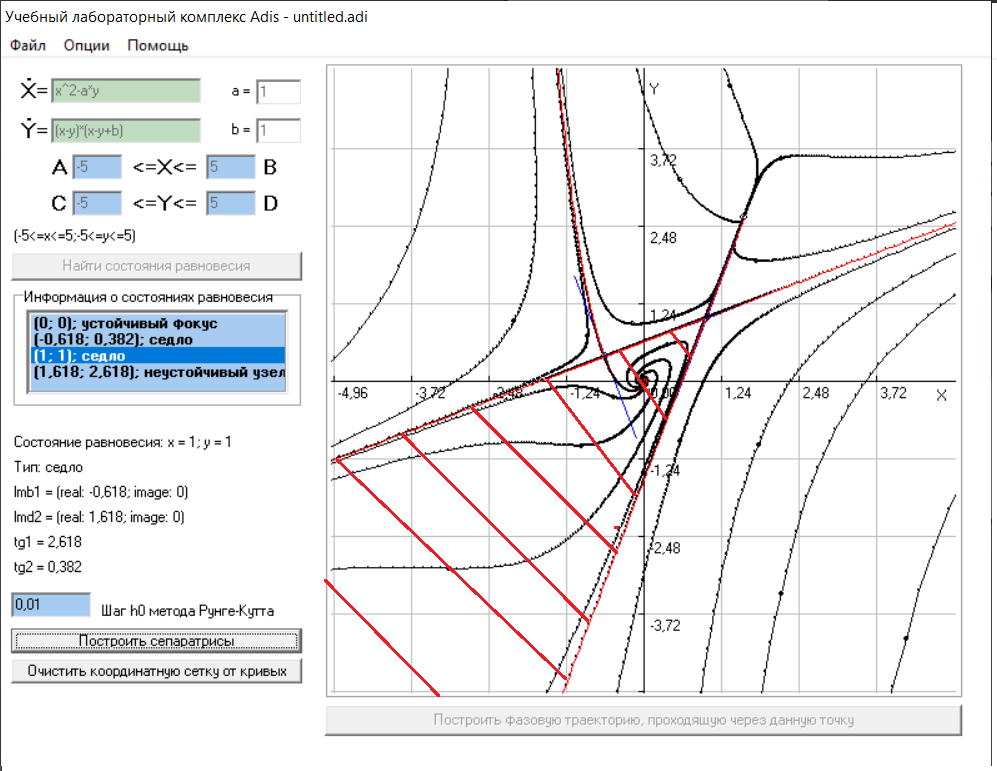 Учебный лабораторный комплекс Adis - untitled.adi
Файл Опции Помощь
Ẋ= x^2-a*y a = 1
Ẏ= (x-y)*(x-y+b) b = 1
A -5 <=X<= 5 B
C -5 <=Y<= 5 D
(-5<=x<=5;-5<=y<=5)
Найти состояния равновесия
Информация о состояниях равновесия
(0; 0); устойчивый фокус
(-0,618; 0,382); седло
(1; 1); седло
(1,618; 2,618); неустойчивый узел
Состояние равновесия: x = 1; y = 1
Тип: седло
lmb1 = (real: -0,618; image: 0)
lmd2 = (real: 1,618; image: 0)
tg1 = 2,618
tg2 = 0,382
0,01 Шаг h0 метода Рунге-Кутта
Построить сепаратрисы
Очистить координатную сетку от кривых
Y
3,72
2,48
1,24
-4,96 -3,72 -2,48 -1,24 0,00 1,24 2,48 3,72 X
-1,24
-2,48
-3,72
Построить фазовую траекторию, проходящую через данную точку